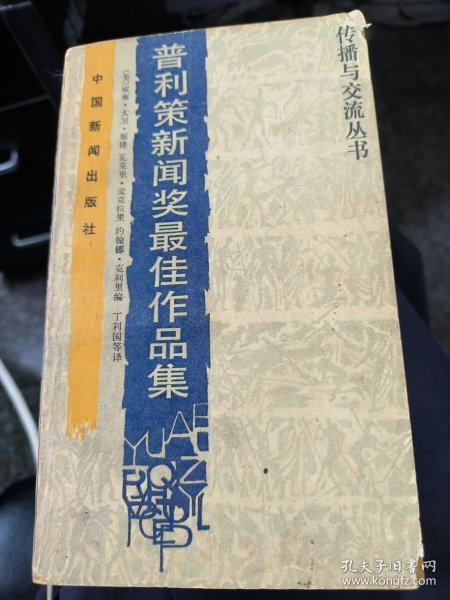 传播与交流丛书
普利策新闻奖最佳作品集
〔美〕威廉·大卫·斯隆 瓦莱里·麦克拉里 约翰娜·克利里编
丁利国等译
中国新闻出版社
孔夫子旧书网
www.kongfz.com